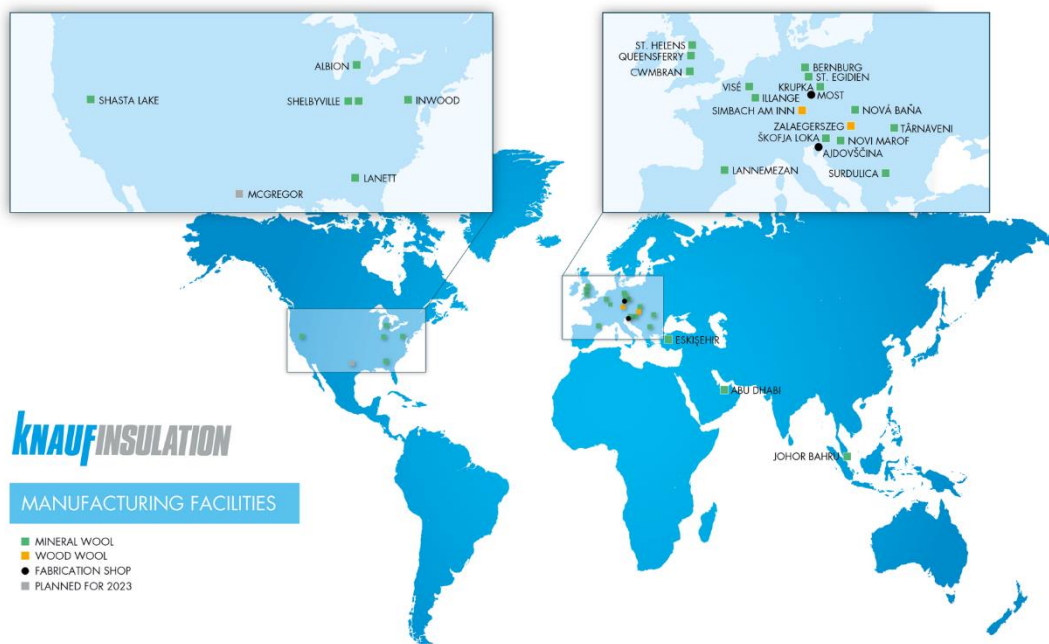 ALBION
SHASTA LAKE
SHELBYVILLE
INWOOD
LANETT
MCGREGOR
ST. HELENS
QUEENSFERRY
CWMBRAN
BERNBURG
ST. EGIDIEN
VISÉ
KRUPKA
ILLANGE
MOST
SIMBACH AM INN
NOVÁ BAŇA
ZALAEGERSZEG
TÂRNAVENI
ŠKOFJA LOKA
NOVI MAROF
AJDOVŠČINA
LANNEMEZAN
SURDULICA
ESKIŞEHIR
ABU DHABI
JOHOR BAHRU
KNAUFINSULATION
MANUFACTURING FACILITIES
MINERAL WOOL
WOOD WOOL
FABRICATION SHOP
PLANNED FOR 2023